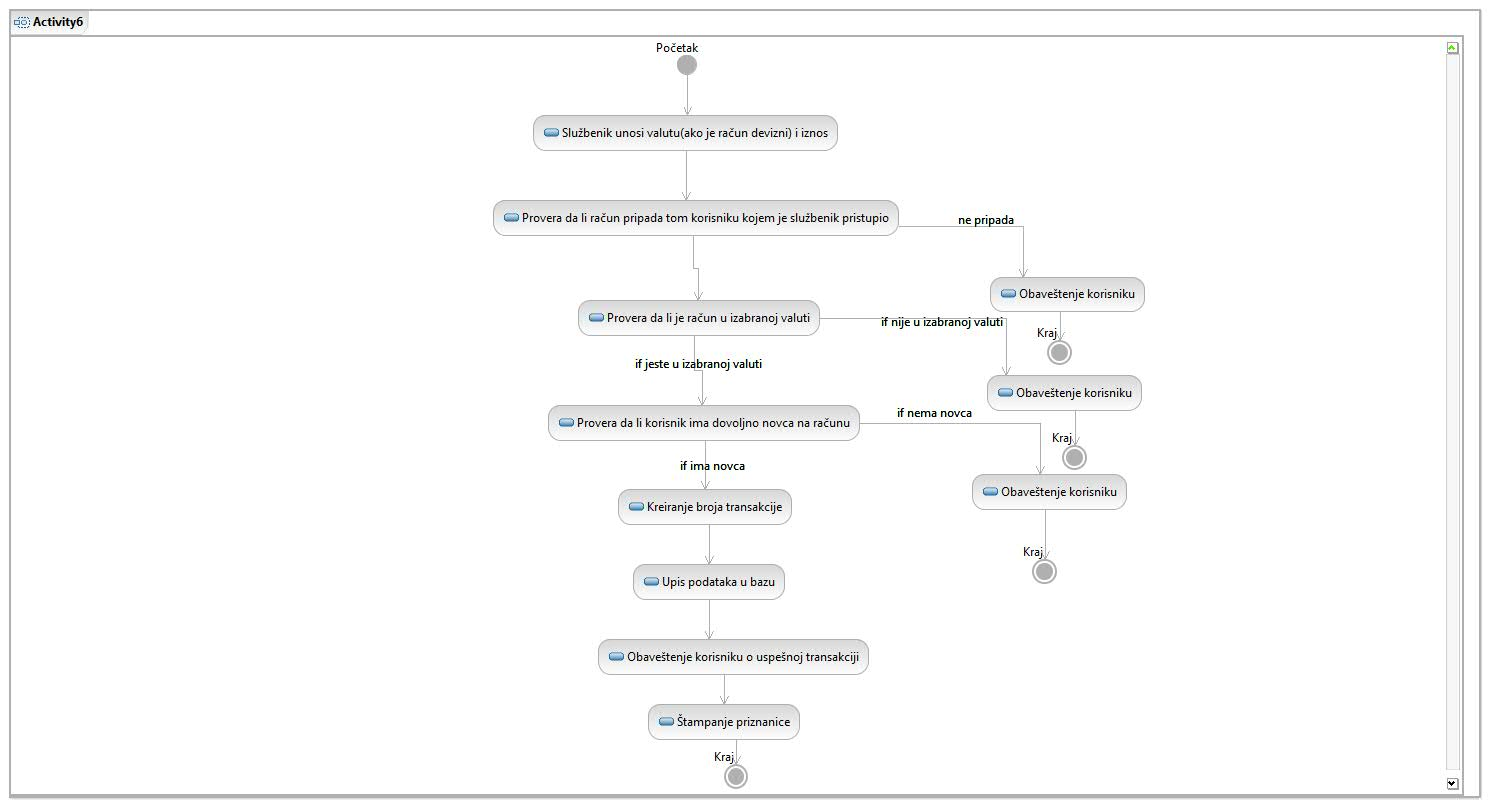 Activity6
Početak
Službenik unosi valutu(ako je račun devizni) i iznos
Provera da li račun pripada tom korisniku kojem je službenik pristupio
ne pripada
Obaveštenje korisniku
Kraj
Provera da li je račun u izabranoj valuti
if nije u izabranoj valuti
if jeste u izabranoj valuti
Obaveštenje korisniku
Kraj
Provera da li korisnik ima dovoljno novca na računu
if nema novca
if ima novca
Obaveštenje korisniku
Kraj
Kreiranje broja transakcije
Upis podataka u bazu
Obaveštenje korisniku o uspešnoj transakciji
Štampanje priznanice
Kraj